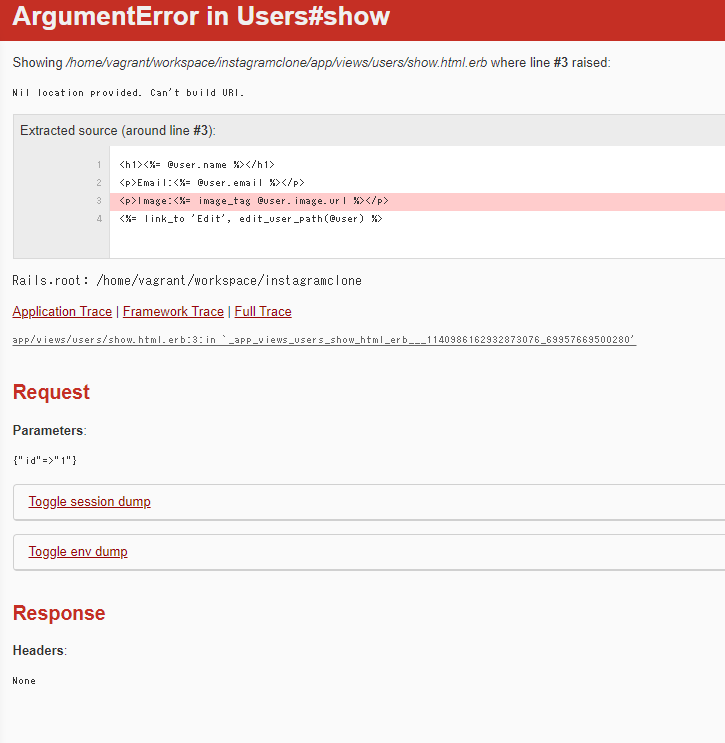 ArgumentError in Users#show
Showing /home/vagrant/workspace/instagramclone/app/views/users/show.html.erb where line #3 raised:
Nil location provided. Can't build URI.
Extracted source (around line #3):
1 <h1><%= @user.name %></h1>
2 <p>Email:<%= @user.email %></p>
3 <p>Image:<%= image_tag @user.image.url %></p>
4 <%= link_to 'Edit', edit_user_path(@user) %>
Rails.root: /home/vagrant/workspace/instagramclone
Application Trace | Framework Trace | Full Trace
app/views/users/show.html.erb:3:in `_app_views_users_show_html_erb___1140986162932873076_69957669500280'
Request
Parameters:
{"id"=>"1"}
Toggle session dump
Toggle env dump
Response
Headers:
None